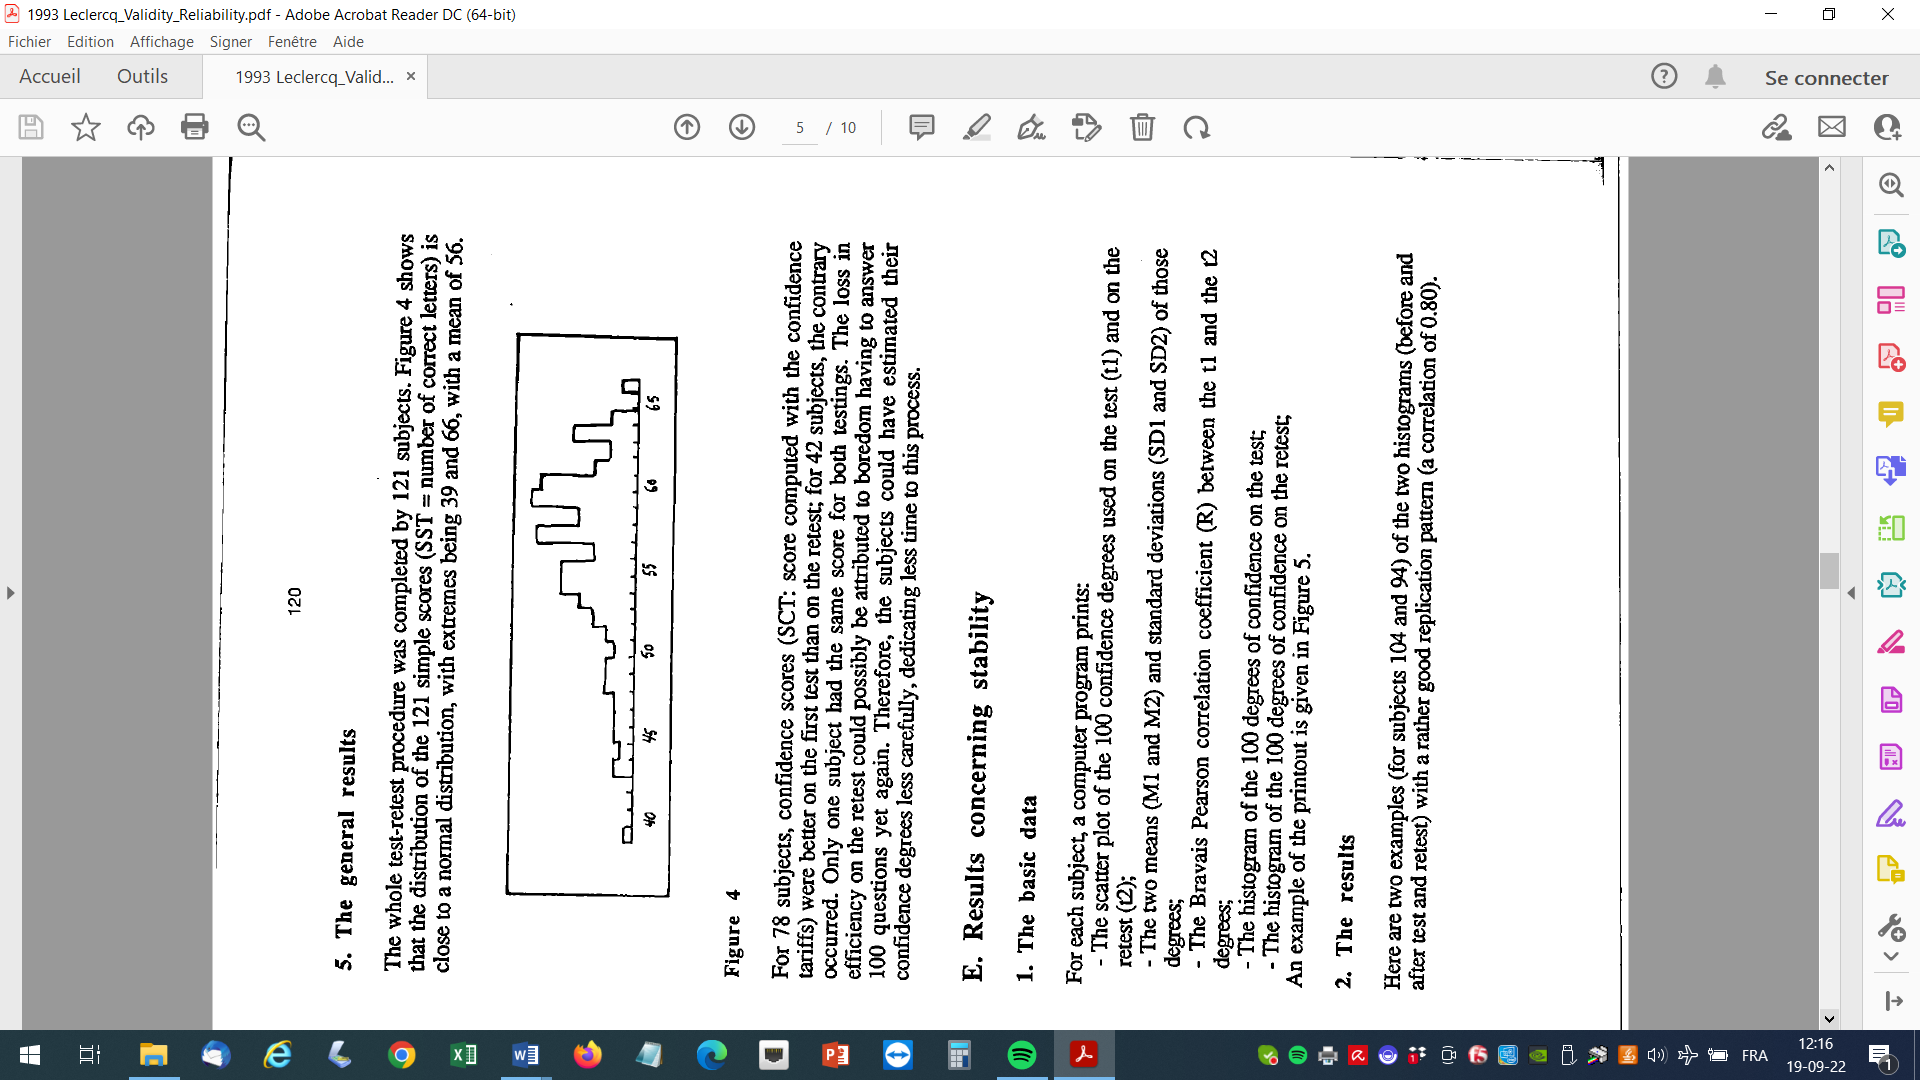 1993 Leclercq_Validity_Reliability.pdf - Adobe Acrobat Reader DC (64-bit)
Fichier Edition Affichage Signer Fenêtre Aide
Accueil Outils 1993 Leclercq_Valid... × Se connecter
5 / 10
120
5. The general results
The whole test-retest procedure was completed by 121 subjects. Figure 4 shows
that the distribution of the 121 simple scores (SST = number of correct letters) is
close to a normal distribution, with extremes being 39 and 66, with a mean of 56.
40 45 50 55 60 65
Figure 4
For 78 subjects, confidence scores (SCT: score computed with the confidence
tariffs) were better on the first test than on the retest; for 42 subjects, the contrary
occurred. Only one subject had the same score for both testings. The loss in
efficiency on the retest could possibly be attributed to boredom having to answer
100 questions yet again. Therefore, the subjects could have estimated their
confidence degrees less carefully, dedicating less time to this process.
E. Results concerning stability
1. The basic data
For each subject, a computer program prints:
- The scatter plot of the 100 confidence degrees used on the test (t1) and on the
retest (t2);
- The two means (M1 and M2) and standard deviations (SD1 and SD2) of those
degrees;
- The Bravais Pearson correlation coefficient (R) between the t1 and the t2
degrees;
- The histogram of the 100 degrees of confidence on the test;
- The histogram of the 100 degrees of confidence on the retest;
An example of the printout is given in Figure 5.
2. The results
Here are two examples (for subjects 104 and 94) of the two histograms (before and
after test and retest) with a rather good replication pattern (a correlation of 0.80).
FRA
12:16
19-09-22
1